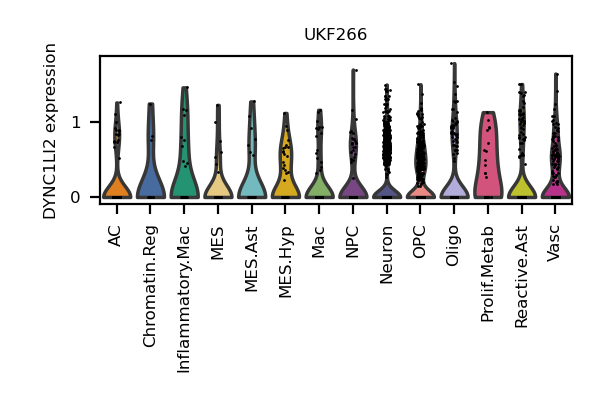 UKF266
DYNC1LI2 expression
1
0
AC
Chromatin.Reg
Inflammatory.Mac
MES
MES.Ast
MES.Hyp
Mac
NPC
Neuron
OPC
Oligo
Prolif.Metab
Reactive.Ast
Vasc